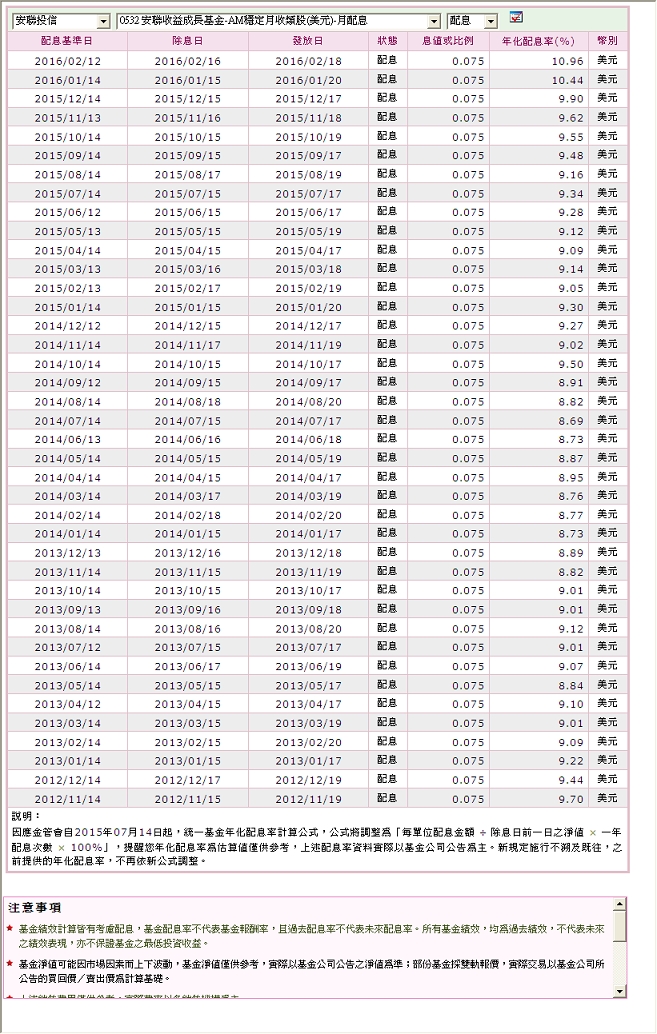 安聯投信 0532 安聯收益成長基金-AM穩定月收類股(美元)-月配息 配息
配息基準日 除息日 發放日 狀態 息值或比例 年化配息率(%) 幣別
2016/02/12 2016/02/16 2016/02/18 配息 0.075 10.96 美元
2016/01/14 2016/01/15 2016/01/20 配息 0.075 10.44 美元
2015/12/14 2015/12/15 2015/12/17 配息 0.075 9.90 美元
2015/11/13 2015/11/16 2015/11/18 配息 0.075 9.62 美元
2015/10/14 2015/10/15 2015/10/19 配息 0.075 9.55 美元
2015/09/14 2015/09/15 2015/09/17 配息 0.075 9.48 美元
2015/08/14 2015/08/17 2015/08/19 配息 0.075 9.16 美元
2015/07/14 2015/07/15 2015/07/17 配息 0.075 9.34 美元
2015/06/12 2015/06/15 2015/06/17 配息 0.075 9.28 美元
2015/05/13 2015/05/15 2015/05/19 配息 0.075 9.12 美元
2015/04/14 2015/04/15 2015/04/17 配息 0.075 9.09 美元
2015/03/13 2015/03/16 2015/03/18 配息 0.075 9.14 美元
2015/02/13 2015/02/17 2015/02/19 配息 0.075 9.05 美元
2015/01/14 2015/01/15 2015/01/20 配息 0.075 9.30 美元
2014/12/12 2014/12/15 2014/12/17 配息 0.075 9.27 美元
2014/11/14 2014/11/17 2014/11/19 配息 0.075 9.02 美元
2014/10/14 2014/10/15 2014/10/17 配息 0.075 9.50 美元
2014/09/12 2014/09/15 2014/09/17 配息 0.075 8.91 美元
2014/08/14 2014/08/18 2014/08/20 配息 0.075 8.82 美元
2014/07/14 2014/07/15 2014/07/17 配息 0.075 8.69 美元
2014/06/13 2014/06/16 2014/06/18 配息 0.075 8.73 美元
2014/05/14 2014/05/15 2014/05/19 配息 0.075 8.87 美元
2014/04/14 2014/04/15 2014/04/17 配息 0.075 8.95 美元
2014/03/14 2014/03/17 2014/03/19 配息 0.075 8.76 美元
2014/02/14 2014/02/18 2014/02/20 配息 0.075 8.77 美元
2014/01/14 2014/01/15 2014/01/17 配息 0.075 8.73 美元
2013/12/13 2013/12/16 2013/12/18 配息 0.075 8.89 美元
2013/11/14 2013/11/15 2013/11/19 配息 0.075 8.82 美元
2013/10/14 2013/10/15 2013/10/17 配息 0.075 9.01 美元
2013/09/13 2013/09/16 2013/09/18 配息 0.075 9.01 美元
2013/08/14 2013/08/16 2013/08/20 配息 0.075 9.12 美元
2013/07/12 2013/07/15 2013/07/17 配息 0.075 9.01 美元
2013/06/14 2013/06/17 2013/06/19 配息 0.075 9.07 美元
2013/05/14 2013/05/15 2013/05/17 配息 0.075 8.84 美元
2013/04/12 2013/04/15 2013/04/17 配息 0.075 9.10 美元
2013/03/14 2013/03/15 2013/03/19 配息 0.075 9.01 美元
2013/02/14 2013/02/15 2013/02/20 配息 0.075 9.09 美元
2013/01/14 2013/01/15 2013/01/17 配息 0.075 9.22 美元
2012/12/14 2012/12/17 2012/12/19 配息 0.075 9.44 美元
2012/11/14 2012/11/15 2012/11/19 配息 0.075 9.70 美元
說明：
因應金管會自2015年07月14日起，統一基金年化配息率計算公式，公式將調整為「每單位配息金額 ÷ 除息日前一日之淨值 × 一年
配息次數 × 100%」，提醒您年化配息率為估算值僅供參考，上述配息率資料實際以基金公司公告為主。新規定施行不溯及既往，之
前提供的年化配息率，不再依新公式調整。
注意事項
★ 基金績效計算皆有考慮配息，基金配息率不代表基金報酬率，且過去配息率不代表未來配息率。所有基金績效，均為過去績效，不代表未來
之績效表現，亦不保證基金之最低投資收益。
★ 基金淨值可能因市場因素而上下波動，基金淨值僅供參考，實際以基金公司公告之淨值為準；部份基金採雙軌報價，實際交易以基金公司所
公告的買回價／賣出價為計算基礎。